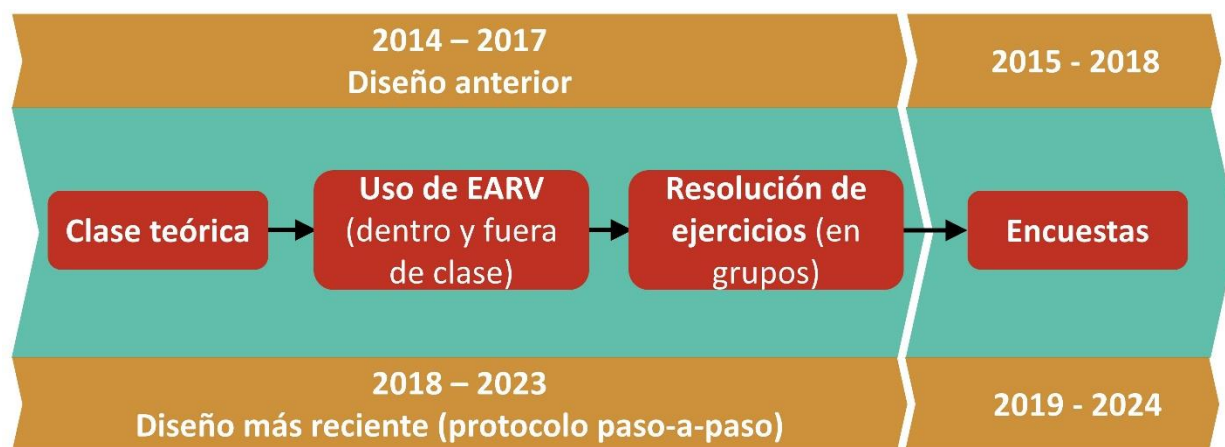 2014 – 2017
Diseño anterior
2015 - 2018
Clase teórica
Uso de EARV
(dentro y fuera
de clase)
Resolución de
ejercicios (en
grupos)
Encuestas
2018 – 2023
Diseño más reciente (protocolo paso-a-paso)
2019 - 2024